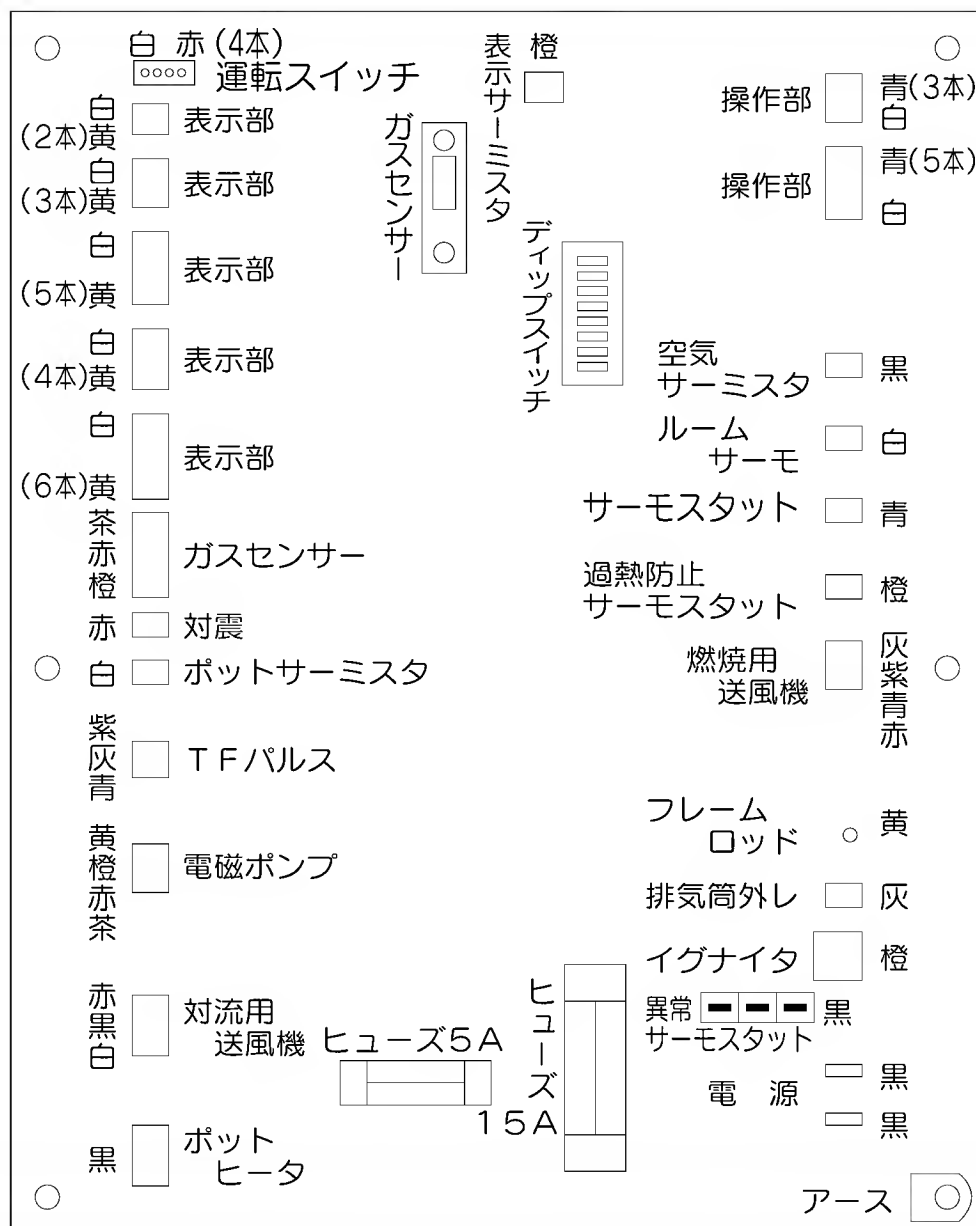 白 赤(4本)
運転スイッチ
白
(2本)黄
表示部
白
(3本)黄
表示部
白
(5本)黄
表示部
白
(4本)黄
表示部
白
(6本)黄
表示部
茶赤橙
ガスセンサー
赤
対震
白
ポットサーミスタ
紫灰青
TFパルス
黄橙赤茶
電磁ポンプ
赤黒白
対流用
送風機
黒
ポット
ヒータ
ガスセンサー
表示サーミスタ
橙
ディップスイッチ
ヒューズ5A
ヒューズ
15A
操作部
青(3本)
白
操作部
青(5本)
白
空気
サーミスタ
黒
ルーム
サーモ
白
サーモスタット
青
過熱防止
サーモスタット
橙
燃焼用
送風機
灰紫青赤
フレーム
ロッド
黄
排気筒外レ
灰
イグナイタ
橙
異常
サーモスタット
黒
電 源
黒
黒
アース